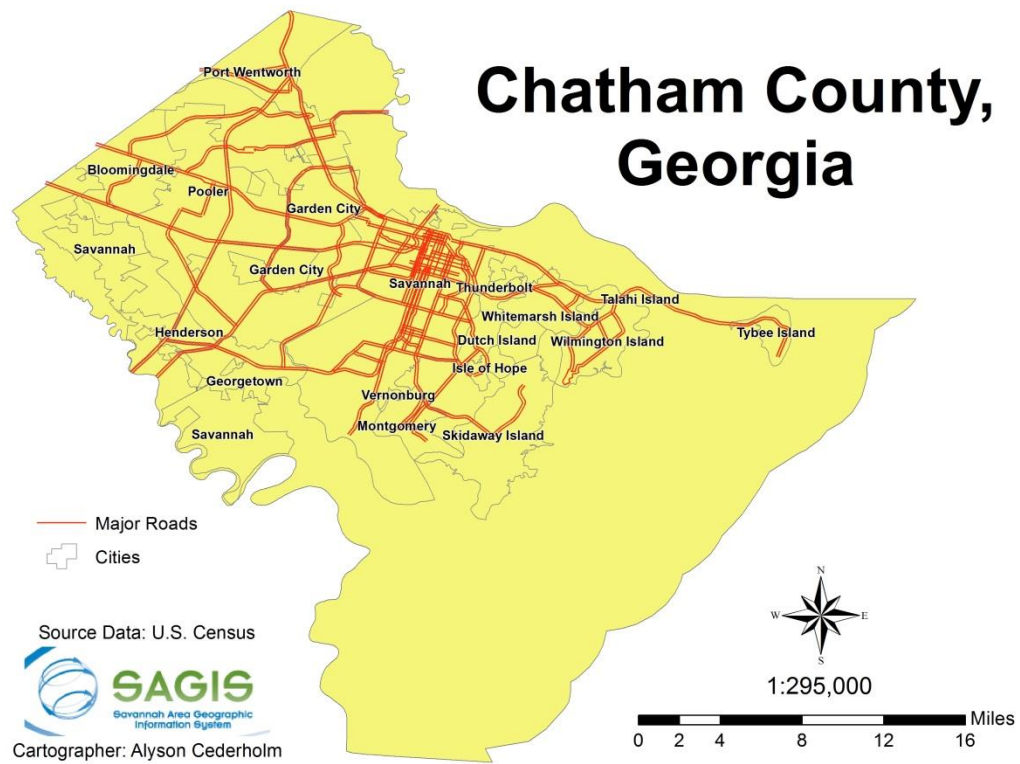 Chatham County,
Georgia
Port Wentworth
Bloomingdale
Pooler
Garden City
Savannah
Garden City
Savannah
Thunderbolt
Talahi Island
Whitemarsh Island
Tybee Island
Henderson
Dutch Island
Wilmington Island
Isle of Hope
Georgetown
Vernonburg
Montgomery
Savannah
Skidaway Island
Major Roads
Cities
Source Data: U.S. Census
SAGIS
Savannah Area Geographic
Information System
Cartographer: Alyson Cederholm
N
W
E
S
1:295,000
Miles
0 2 4 8 12 16